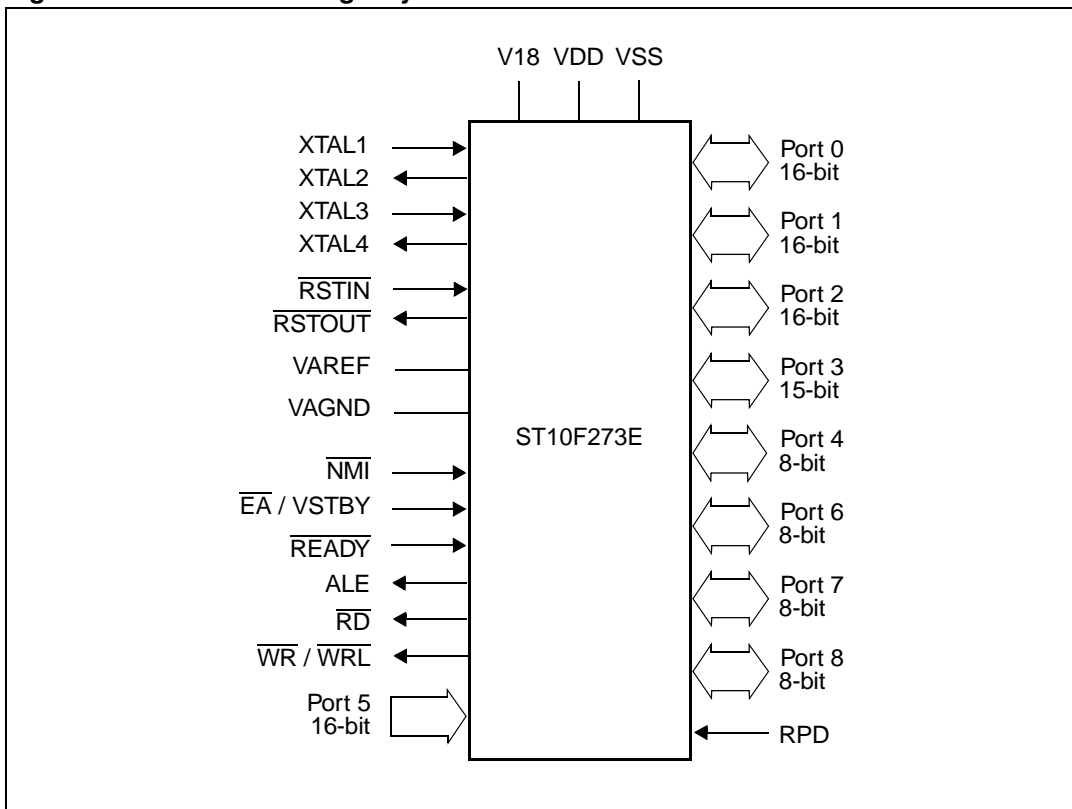 V18 VDD VSS
XTAL1
XTAL2
XTAL3
XTAL4
RSTIN
RSTOUT
VAREF
VAGND
NMI
EA / VSTBY
READY
ALE
RD
WR / WRL
Port 5
16-bit
ST10F273E
Port 0
16-bit
Port 1
16-bit
Port 2
16-bit
Port 3
15-bit
Port 4
8-bit
Port 6
8-bit
Port 7
8-bit
Port 8
8-bit
RPD